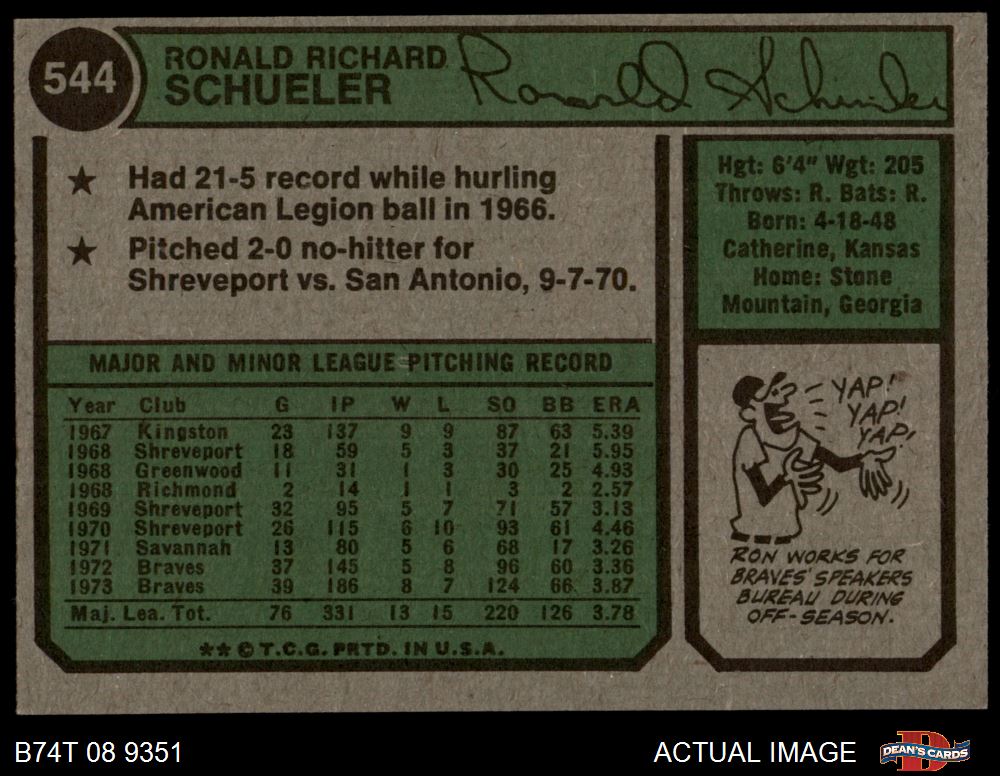 544
RONALD RICHARD
SCHUELER
Ronald Schueler
★ Had 21-5 record while hurling
American Legion ball in 1966.
★ Pitched 2-0 no-hitter for
Shreveport vs. San Antonio, 9-7-70.
Hgt: 6'4" Wgt: 205
Throws: R. Bats: R.
Born: 4-18-48
Catherine, Kansas
Home: Stone
Mountain, Georgia
MAJOR AND MINOR LEAGUE PITCHING RECORD
Year Club G IP W L SO BB ERA
1967 Kingston 23 137 9 9 87 63 5.39
1968 Shreveport 18 59 5 3 37 21 5.95
1968 Greenwood 11 31 1 3 30 25 4.93
1968 Richmond 2 14 1 1 3 2 2.57
1969 Shreveport 32 95 5 7 71 57 3.13
1970 Shreveport 26 115 6 10 93 61 4.46
1971 Savannah 13 80 5 6 68 17 3.26
1972 Braves 37 145 5 8 96 60 3.36
1973 Braves 39 186 8 7 124 66 3.87
Maj. Lea. Tot. 76 331 13 15 220 126 3.78
**©T.C.G. PRTD. IN U.S.A.
YAP!
YAP!
YAP!
RON WORKS FOR
BRAVES' SPEAKERS
BUREAU DURING
OFF-SEASON.
B74T 08 9351
ACTUAL IMAGE
D
DEAN'S CARDS